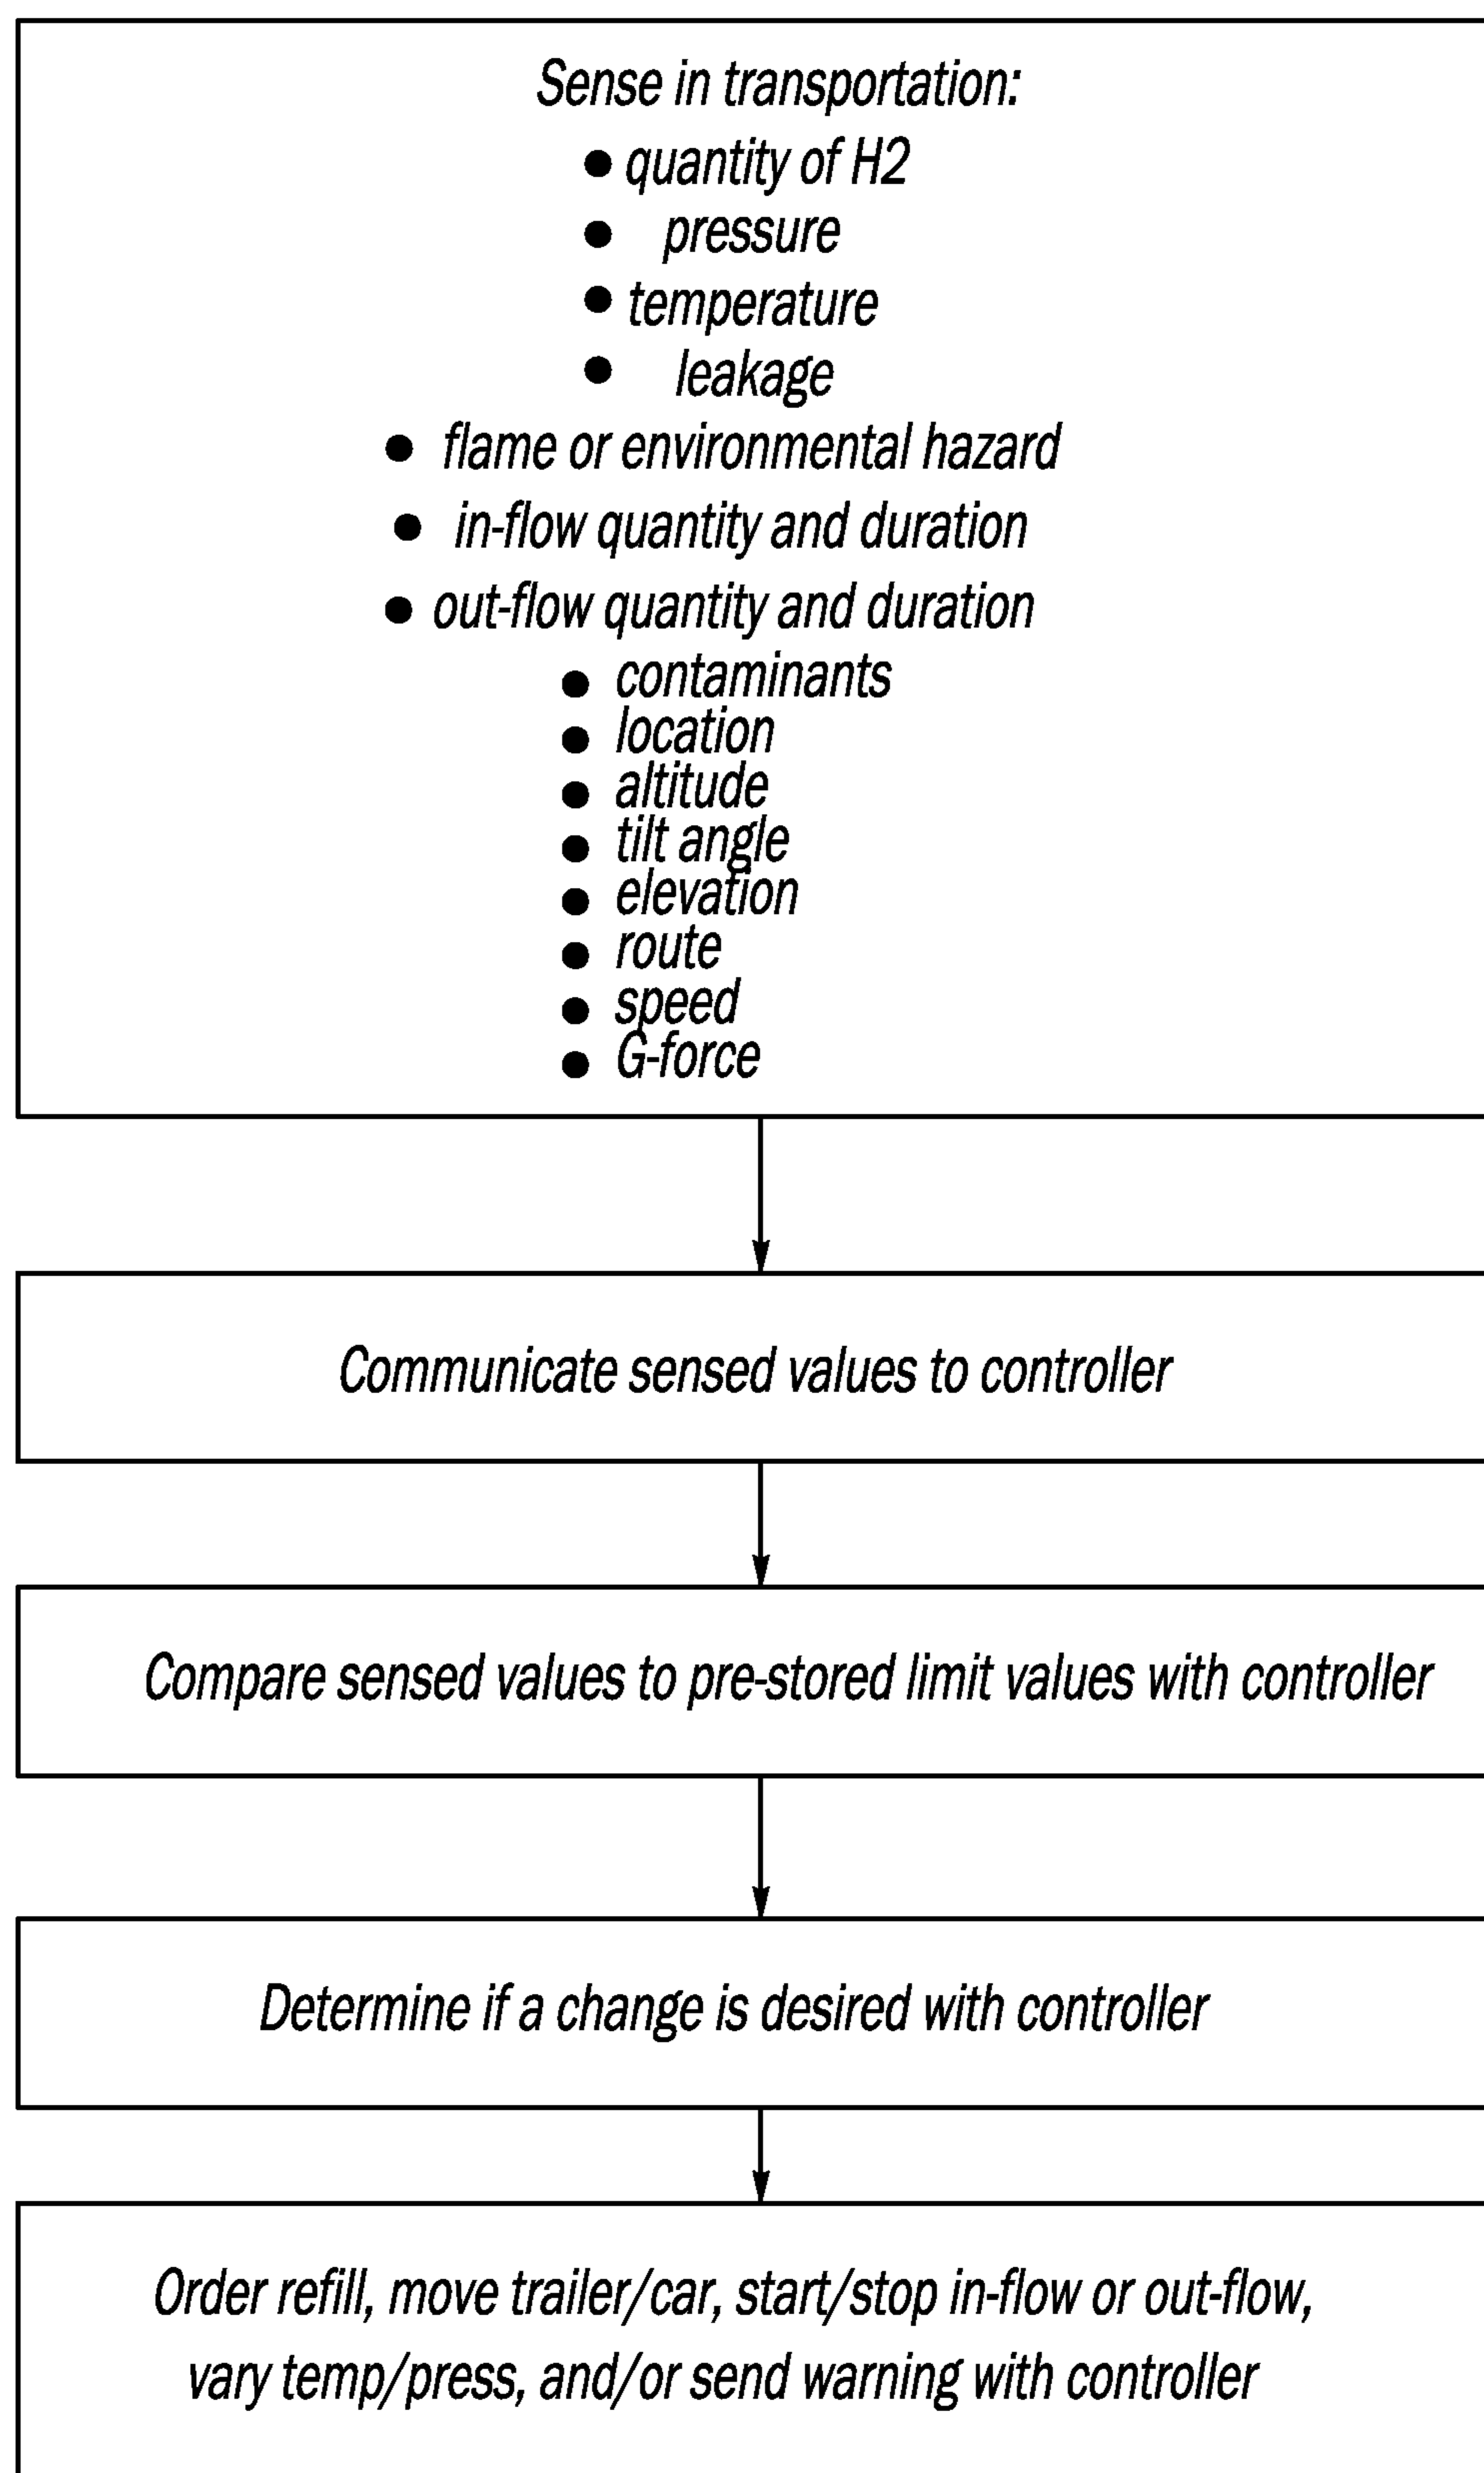 Sense in transportation:
● quantity of H2
● pressure
● temperature
● leakage
● flame or environmental hazard
● in-flow quantity and duration
● out-flow quantity and duration
● contaminants
● location
● altitude
● tilt angle
● elevation
● route
● speed
● G-force
Communicate sensed values to controller
Compare sensed values to pre-stored limit values with controller
Determine if a change is desired with controller
Order refill, move trailer/car, start/stop in-flow or out-flow,
vary temp/press, and/or send warning with controller